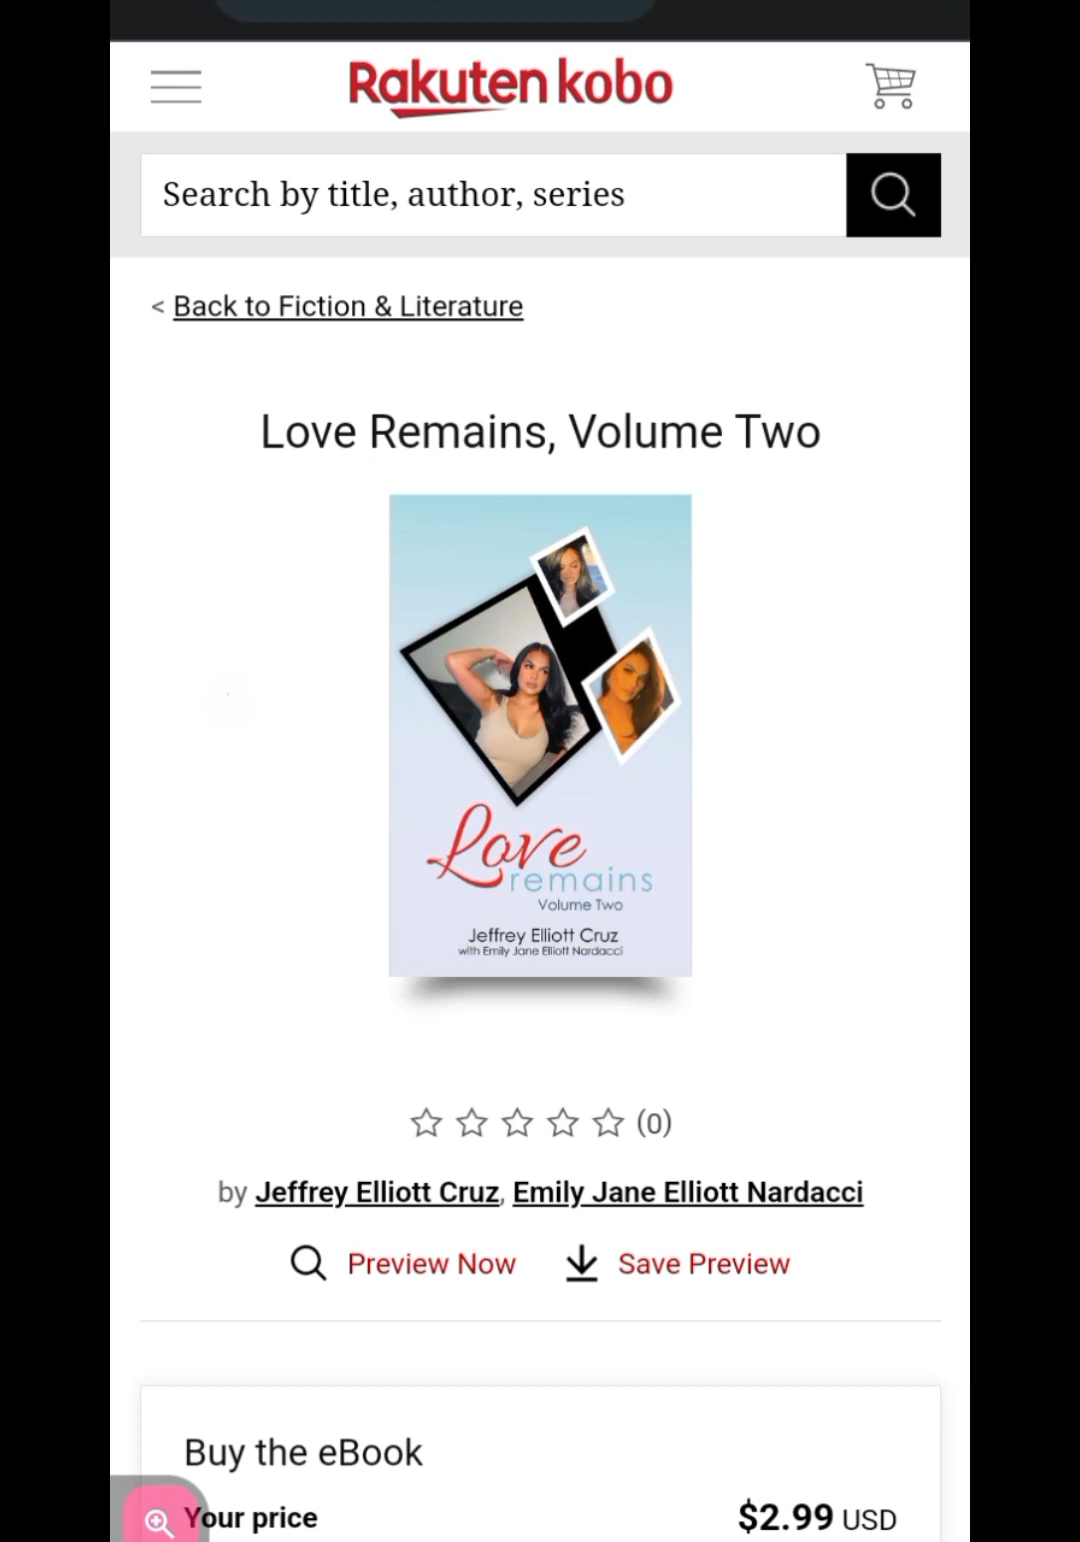 Rakuten kobo
Search by title, author, series
< Back to Fiction & Literature
Love Remains, Volume Two
Love
remains
Volume Two
Jeffrey Elliott Cruz
with Emily Jane Elliott Nardacci
(0)
by Jeffrey Elliott Cruz, Emily Jane Elliott Nardacci
Preview Now Save Preview
Buy the eBook
Your price $2.99 USD